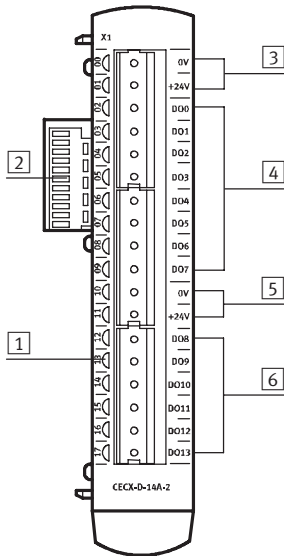 X1
00 0V 3
01 +24V
02 DO0
03 DO1
04 DO2
2 05 DO3 4
06 DO4
07 DO5
08 DO6
09 DO7
10 0V 5
11 +24V
12 DO8
1 13 DO9
14 DO10 6
15 DO11
16 DO12
17 DO13
CECX-D-14A-2